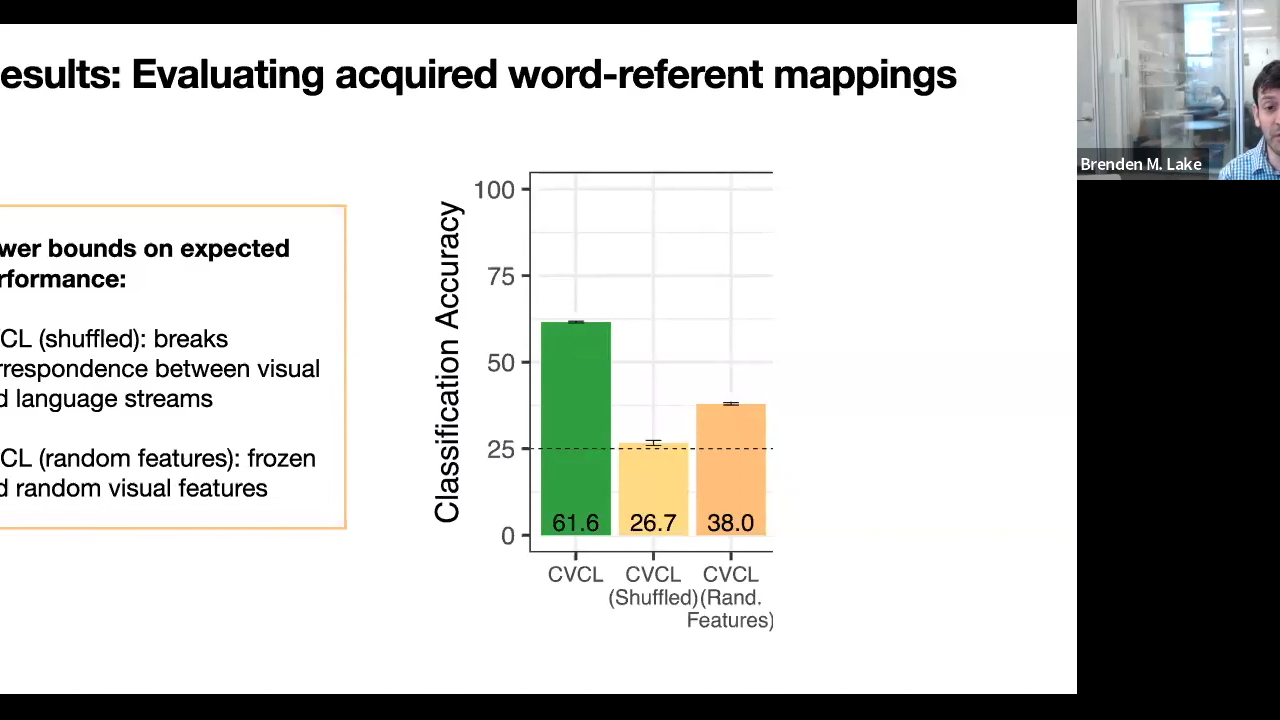 esults: Evaluating acquired word-referent mappings
Brenden M. Lake
wer bounds on expected
rformance:
CL (shuffled): breaks
rrespondence between visual
d language streams
CL (random features): frozen
d random visual features
Classification Accuracy
100
75
50
25
0
61.6 26.7 38.0
CVCL CVCL CVCL
(Shuffled) (Rand.
Features)